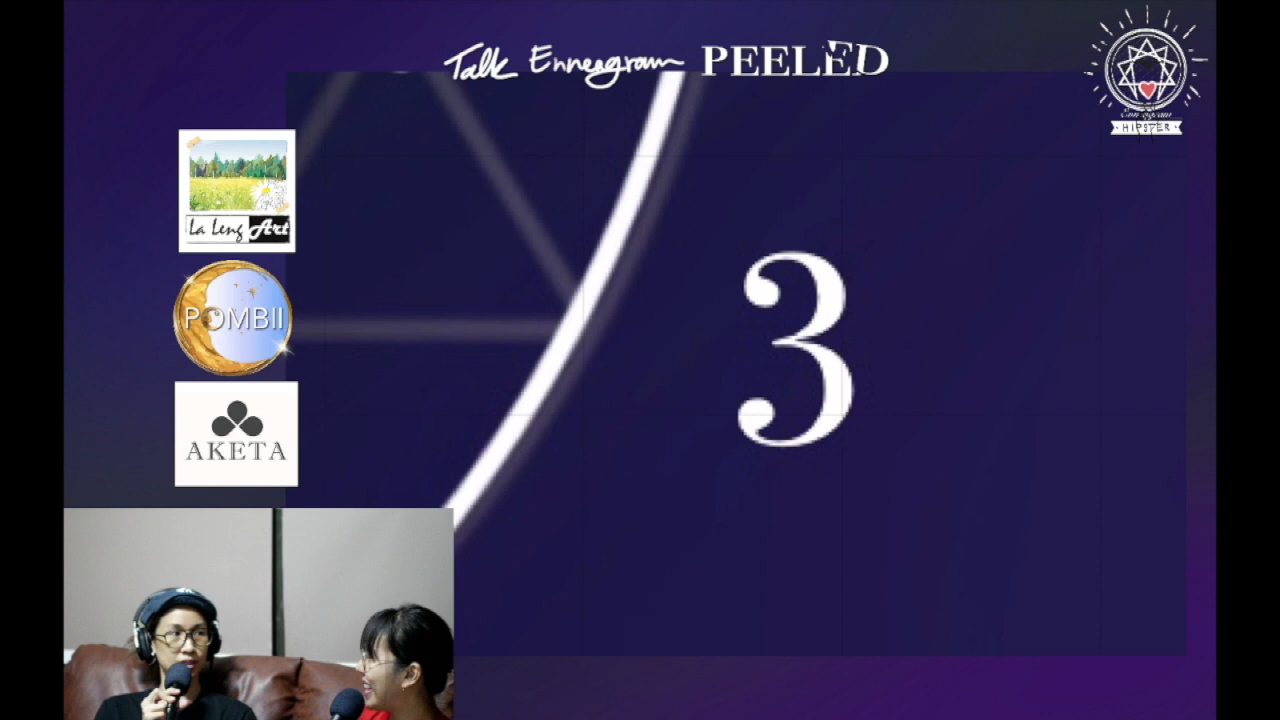 Talk Enneagram PEELED
HIPSTER
La Leng Art
POMBII
AKETA
3